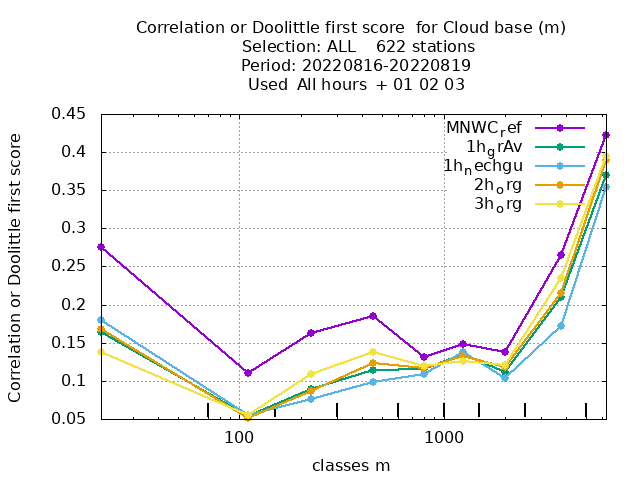 Correlation or Doolittle first score  for Cloud base (m)
Selection: ALL    622 stations
Period: 20220816-20220819
Used  All hours  + 01 02 03
Correlation or Doolittle first score
0.45
0.4
0.35
0.3
0.25
0.2
0.15
0.1
0.05
MNWC_ref
1h_grAv
1h_nechgu
2h_org
3h_org
100
1000
classes m